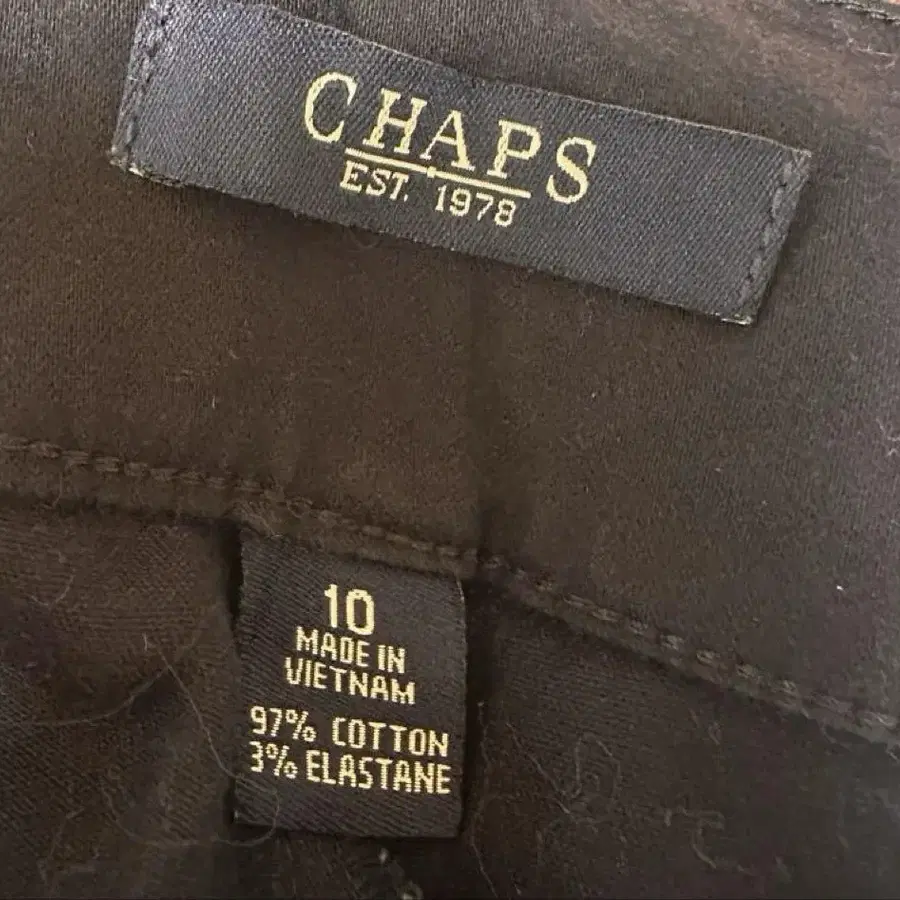 CHAPS
EST. 1978
10
MADE IN
VIETNAM
97% COTTON
3% ELASTANE